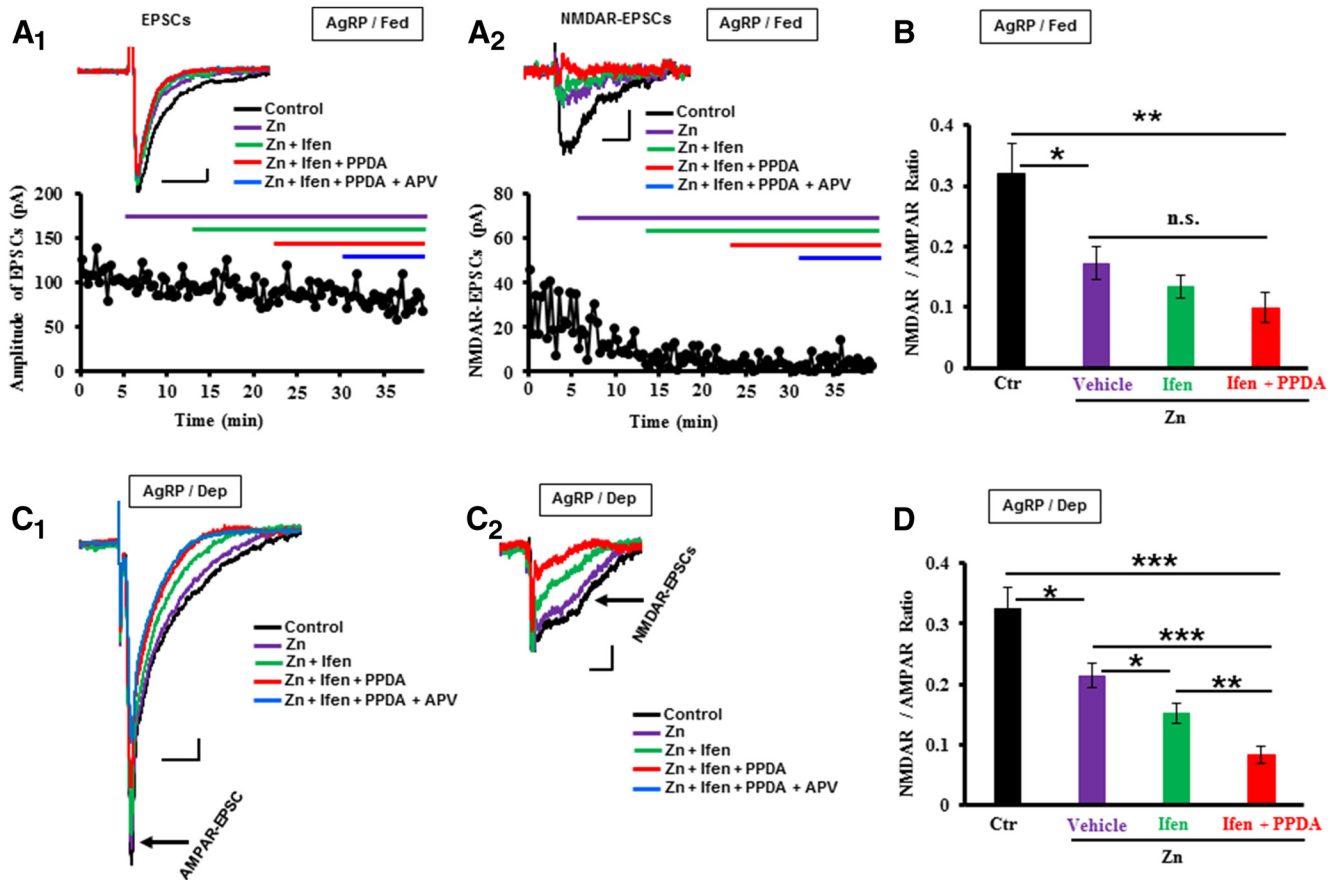 A1
EPSCs
AgRP / Fed
Control
Zn
Zn + Ifen
Zn + Ifen + PPDA
Zn + Ifen + PPDA + APV
Amplitude of EPSCs (pA)
200
150
100
50
0
0 5 10 15 20 25 30 35
Time (min)
A2
NMDAR-EPSCs
AgRP / Fed
Control
Zn
Zn + Ifen
Zn + Ifen + PPDA
Zn + Ifen + PPDA + APV
NMDAR-EPSCs (pA)
80
60
40
20
0
0 5 10 15 20 25 30 35
Time (min)
B
AgRP / Fed
NMDAR / AMPAR Ratio
0.4
0.3
0.2
0.1
0
**
*
n.s.
Ctr Vehicle Ifen Ifen + PPDA
Zn
C1
AgRP / Dep
Control
Zn
Zn + Ifen
Zn + Ifen + PPDA
Zn + Ifen + PPDA + APV
AMPAR-EPSC
C2
AgRP / Dep
NMDAR-EPSCs
Control
Zn
Zn + Ifen
Zn + Ifen + PPDA
Zn + Ifen + PPDA + APV
D
AgRP / Dep
NMDAR / AMPAR Ratio
0.4
0.3
0.2
0.1
0
***
*
***
*
**
Ctr Vehicle Ifen Ifen + PPDA
Zn